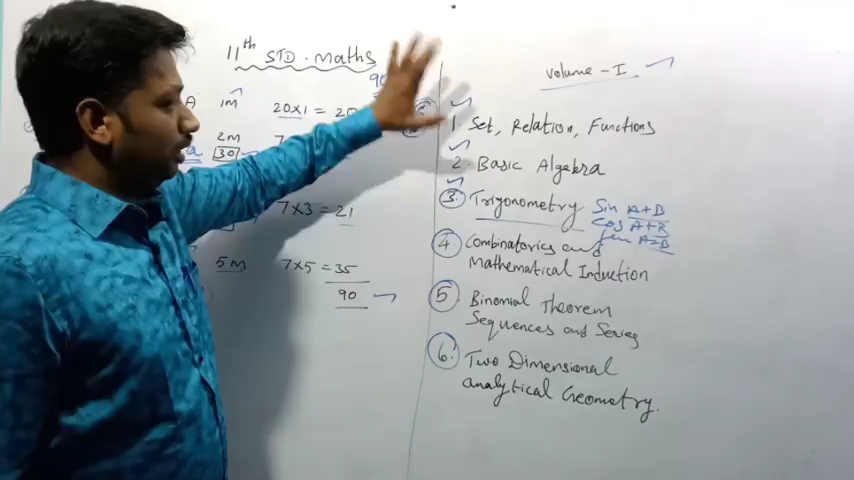 11th STD. maths
90
1m 20x1 = 20
2m
30
7x3 = 21
5m 7x5 = 35
90
volume - I
1 Set, Relation, Functions
2 Basic Algebra
3. Trigonometry Sin A+B
Cos A+B
tan A±B
4. Combinatorics and
Mathematical Induction
5 Binomial Theorem
Sequences and Series
6. Two Dimensional
analytical Geometry.